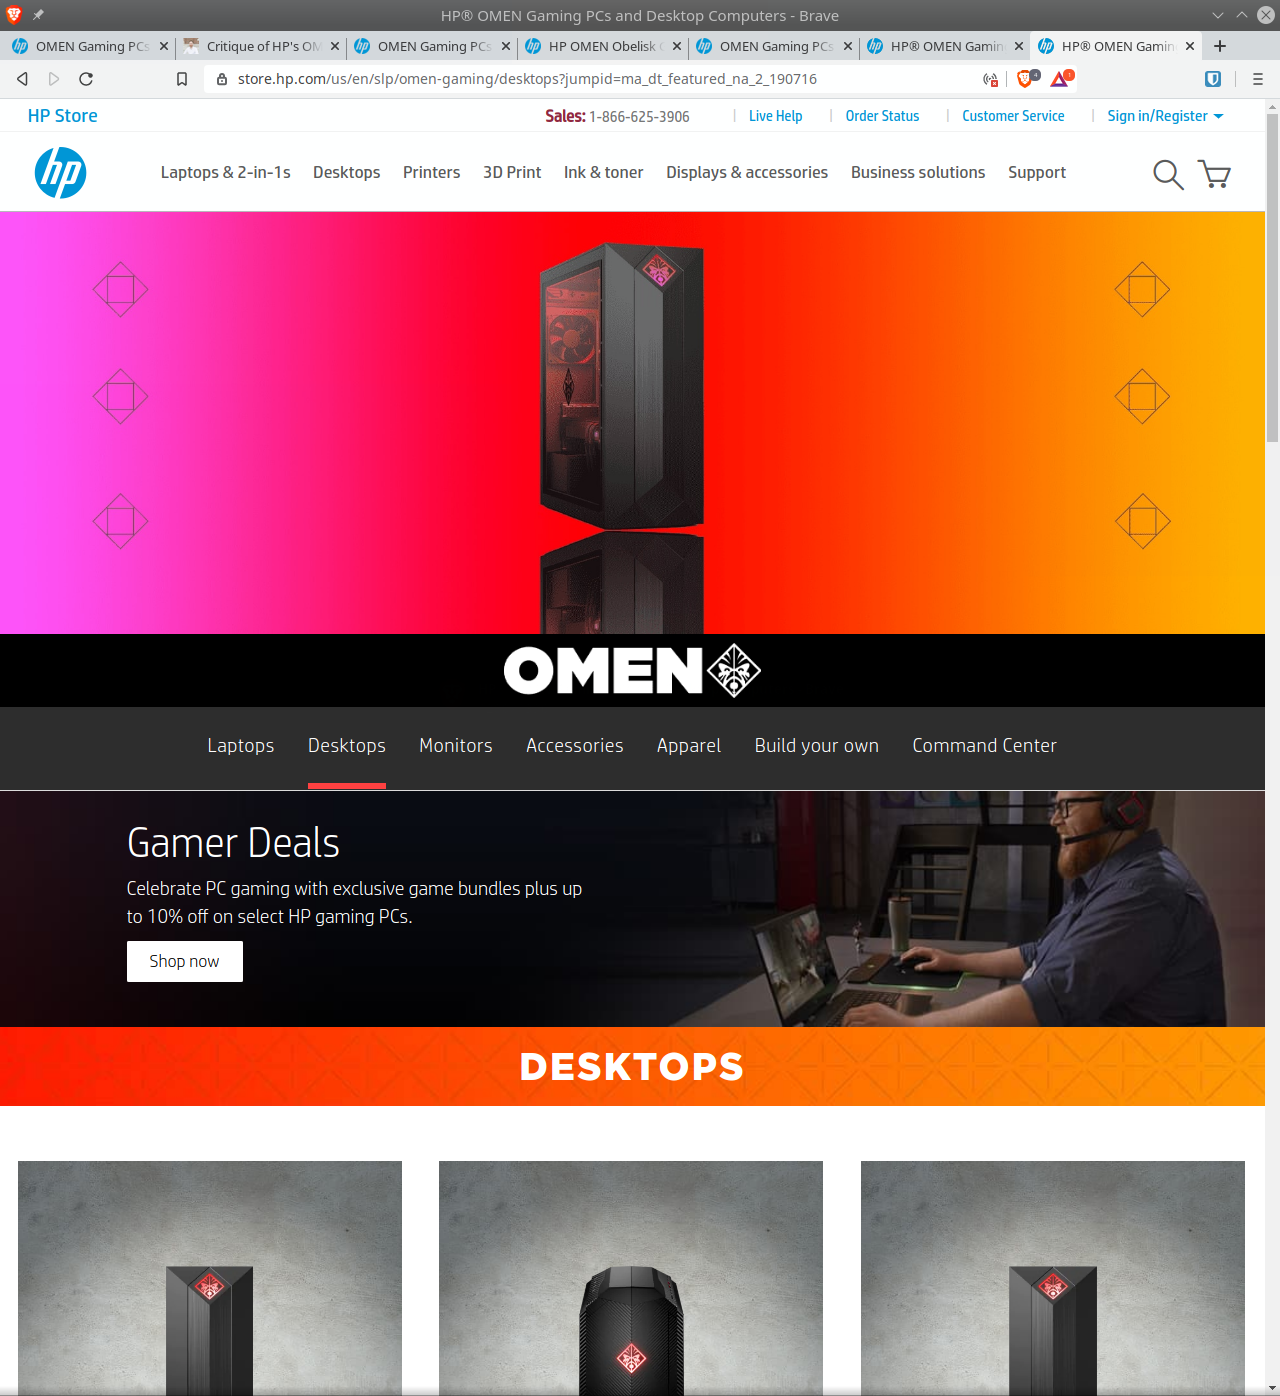 HP® OMEN Gaming PCs and Desktop Computers - Brave
OMEN Gaming PCs
Critique of HP's OM
OMEN Gaming PCs
HP OMEN Obelisk
OMEN Gaming PCs
HP® OMEN Gamin
HP® OMEN Gamin
store.hp.com/us/en/slp/omen-gaming/desktops?jumpid=ma_dt_featured_na_2_190716
4
1
HP Store
Sales: 1-866-625-3906
Live Help
Order Status
Customer Service
Sign in/Register
hp
Laptops & 2-in-1s
Desktops
Printers
3D Print
Ink & toner
Displays & accessories
Business solutions
Support
OMEN
Laptops
Desktops
Monitors
Accessories
Apparel
Build your own
Command Center
Gamer Deals
Celebrate PC gaming with exclusive game bundles plus up
to 10% off on select HP gaming PCs.
Shop now
DESKTOPS